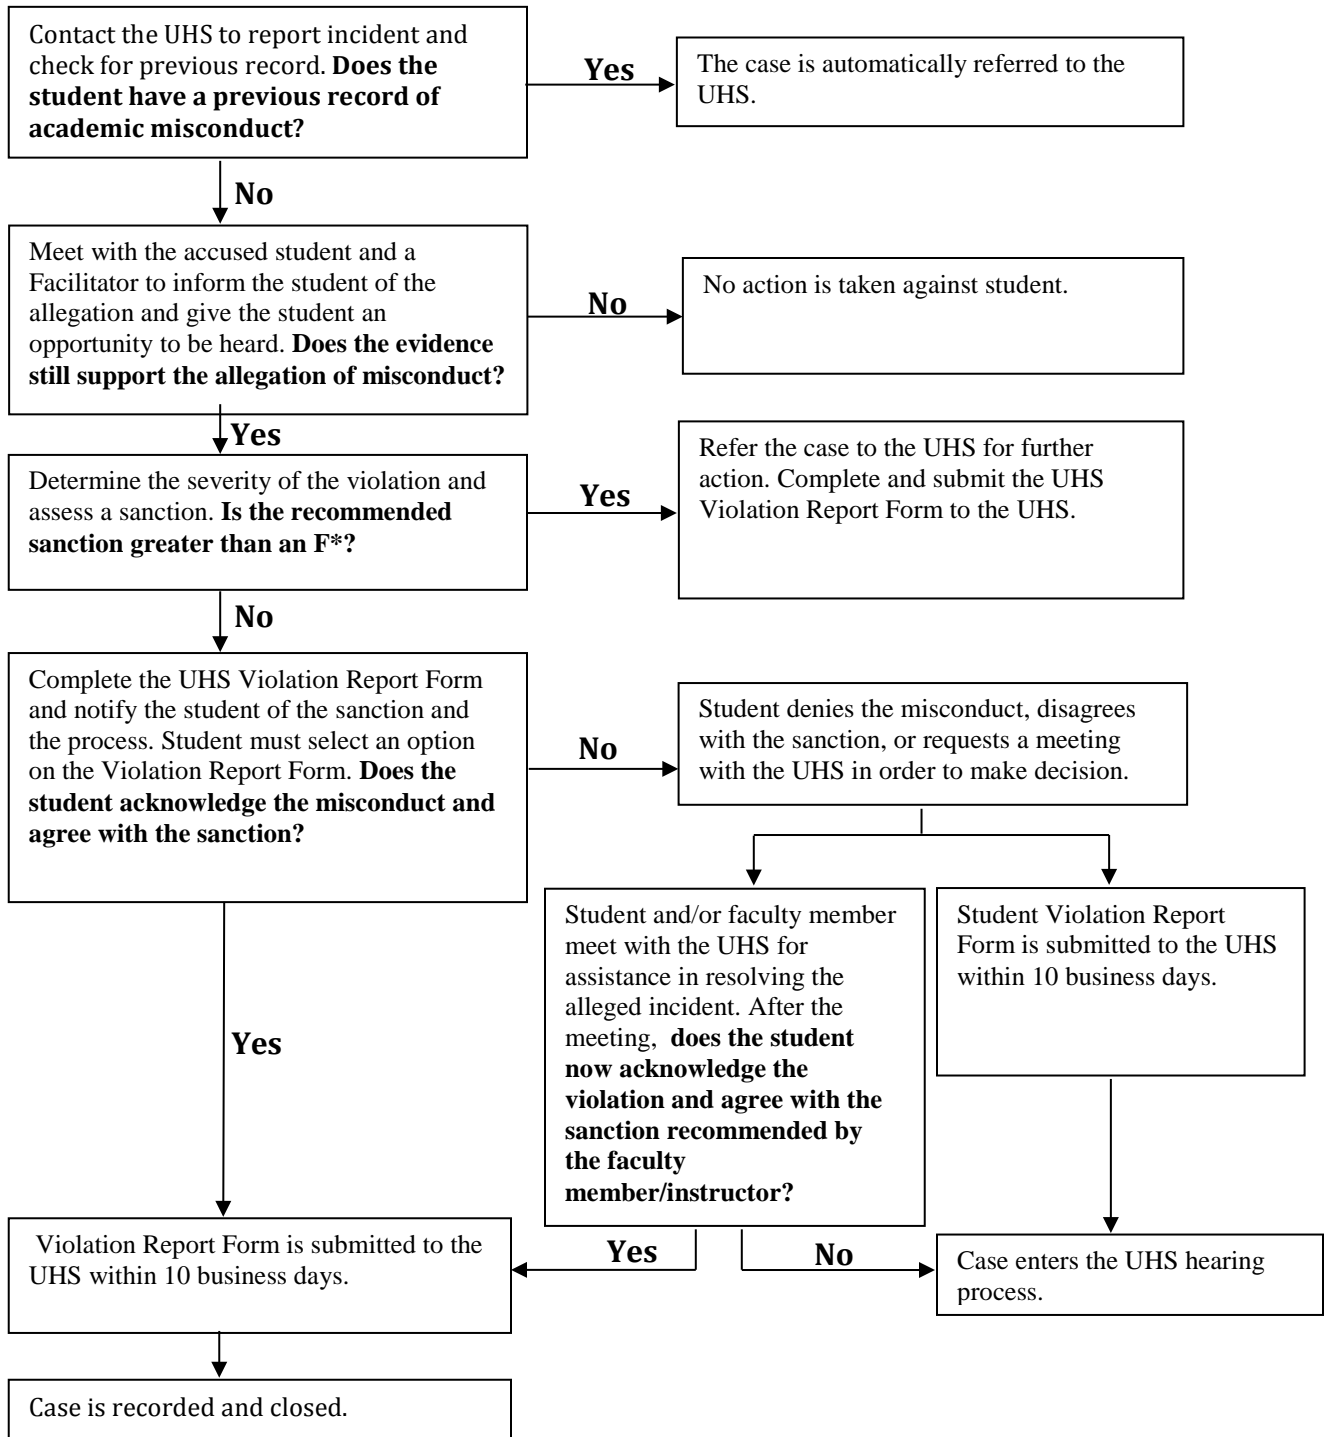 Contact the UHS to report incident and
check for previous record. Does the
student have a previous record of
academic misconduct?
Yes
The case is automatically referred to the
UHS.
No
Meet with the accused student and a
Facilitator to inform the student of the
allegation and give the student an
opportunity to be heard. Does the evidence
still support the allegation of misconduct?
No
No action is taken against student.
Yes
Determine the severity of the violation and
assess a sanction. Is the recommended
sanction greater than an F*?
Yes
Refer the case to the UHS for further
action. Complete and submit the UHS
Violation Report Form to the UHS.
No
Complete the UHS Violation Report Form
and notify the student of the sanction and
the process. Student must select an option
on the Violation Report Form. Does the
student acknowledge the misconduct and
agree with the sanction?
No
Student denies the misconduct, disagrees
with the sanction, or requests a meeting
with the UHS in order to make decision.
Student and/or faculty member
meet with the UHS for
assistance in resolving the
alleged incident. After the
meeting, does the student
now acknowledge the
violation and agree with the
sanction recommended by
the faculty
member/instructor?
Student Violation Report
Form is submitted to the UHS
within 10 business days.
Yes
Violation Report Form is submitted to the
UHS within 10 business days.
Yes
No
Case enters the UHS hearing
process.
Case is recorded and closed.